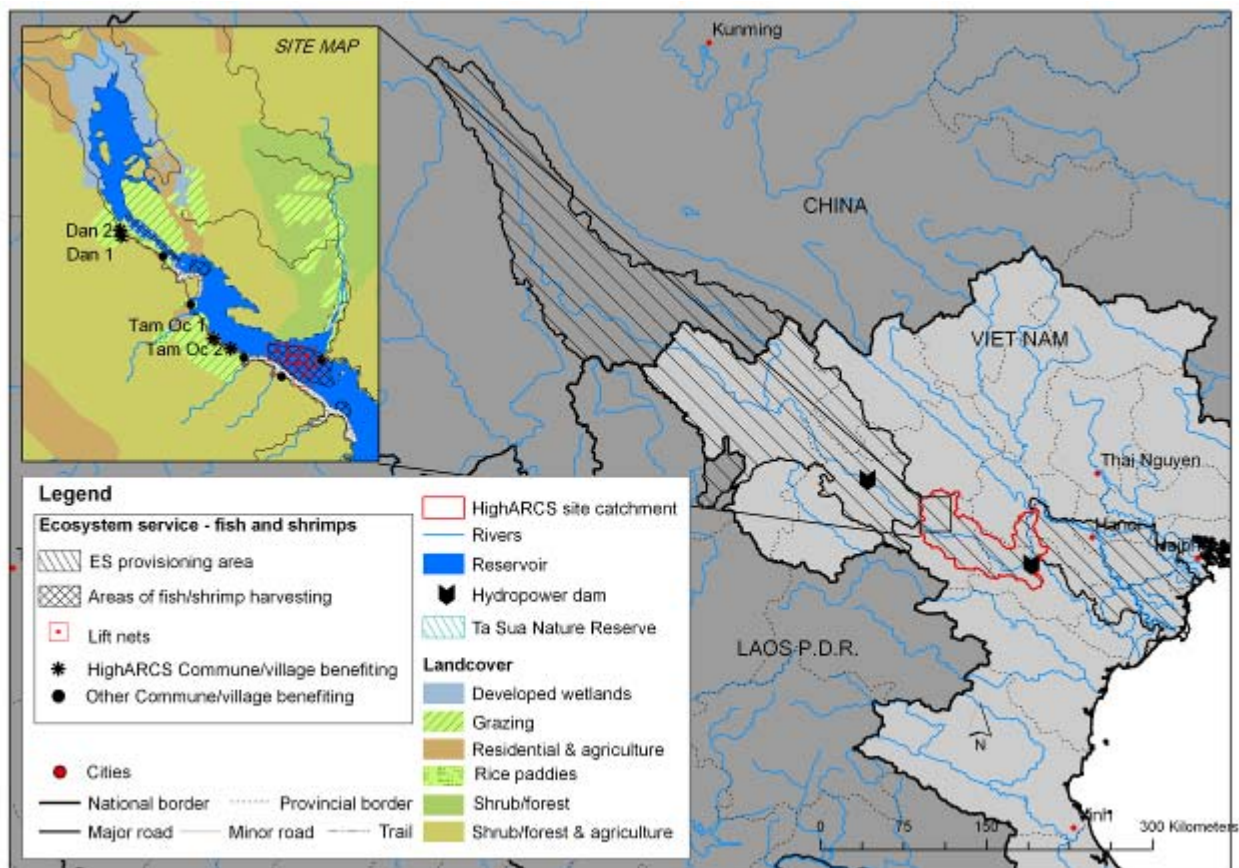 SITE MAP
Dan 2
Dan 1
Tam Oc 1
Tam Oc 2
Kunming
CHINA
VIET NAM
Thai Nguyen
Hanoi
LAOS P.D.R.
N
Vinh
0 75 150 300 Kilometers
Legend
Ecosystem service - fish and shrimps
ES provisioning area
Areas of fish/shrimp harvesting
Lift nets
HighARCS Commune/village benefiting
Other Commune/village benefiting
Cities
National border
Provincial border
Major road
Minor road
Trail
HighARCS site catchment
Rivers
Reservoir
Hydropower dam
Ta Sua Nature Reserve
Landcover
Developed wetlands
Grazing
Residential & agriculture
Rice paddies
Shrub/forest
Shrub/forest & agriculture